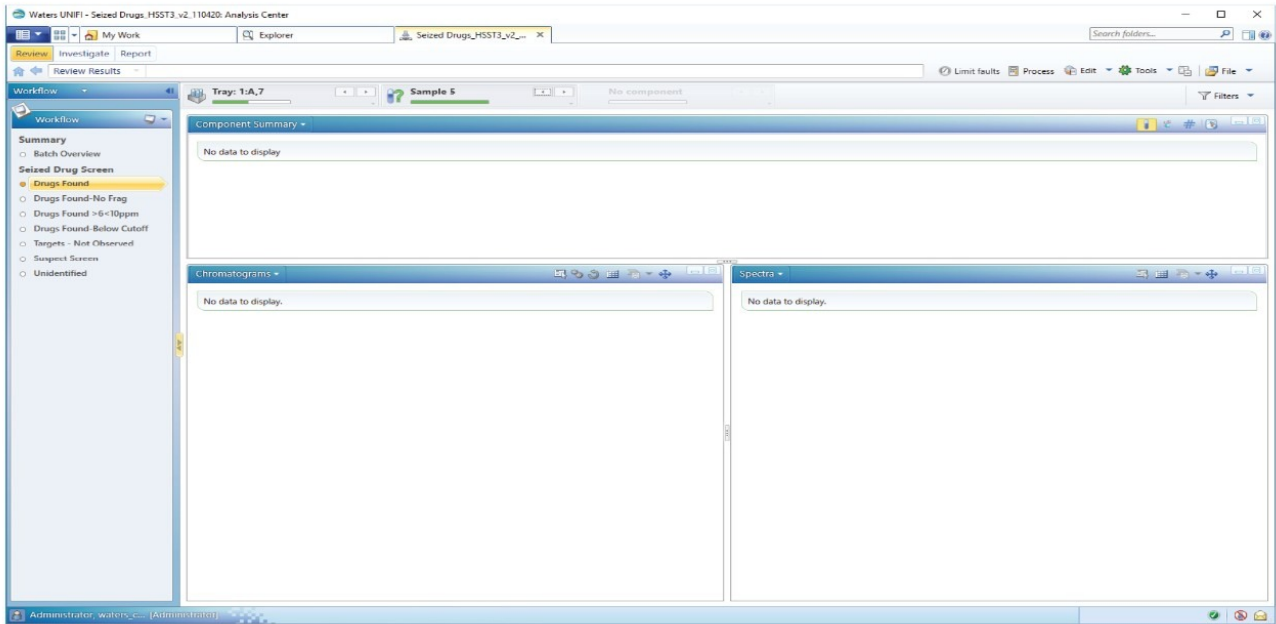 Waters UNIFI - Seized Drugs_HSST3_v2_110420: Analysis Center
My Work
Explorer
Seized Drugs_HSST3_v2_...
Search folders...
Review Investigate Report
Review Results
Limit faults Process Edit Tools File
Workflow
Tray: 1:A,7
Sample 5
No component
Filters
Workflow
Summary
Batch Overview
Seized Drug Screen
Drugs Found
Drugs Found-No Frag
Drugs Found >6<10ppm
Drugs Found-Below Cutoff
Targets - Not Observed
Suspect Screen
Unidentified
Component Summary
No data to display
Chromatograms
No data to display.
Spectra
No data to display.
Administrator, waters_c... (Administrator)